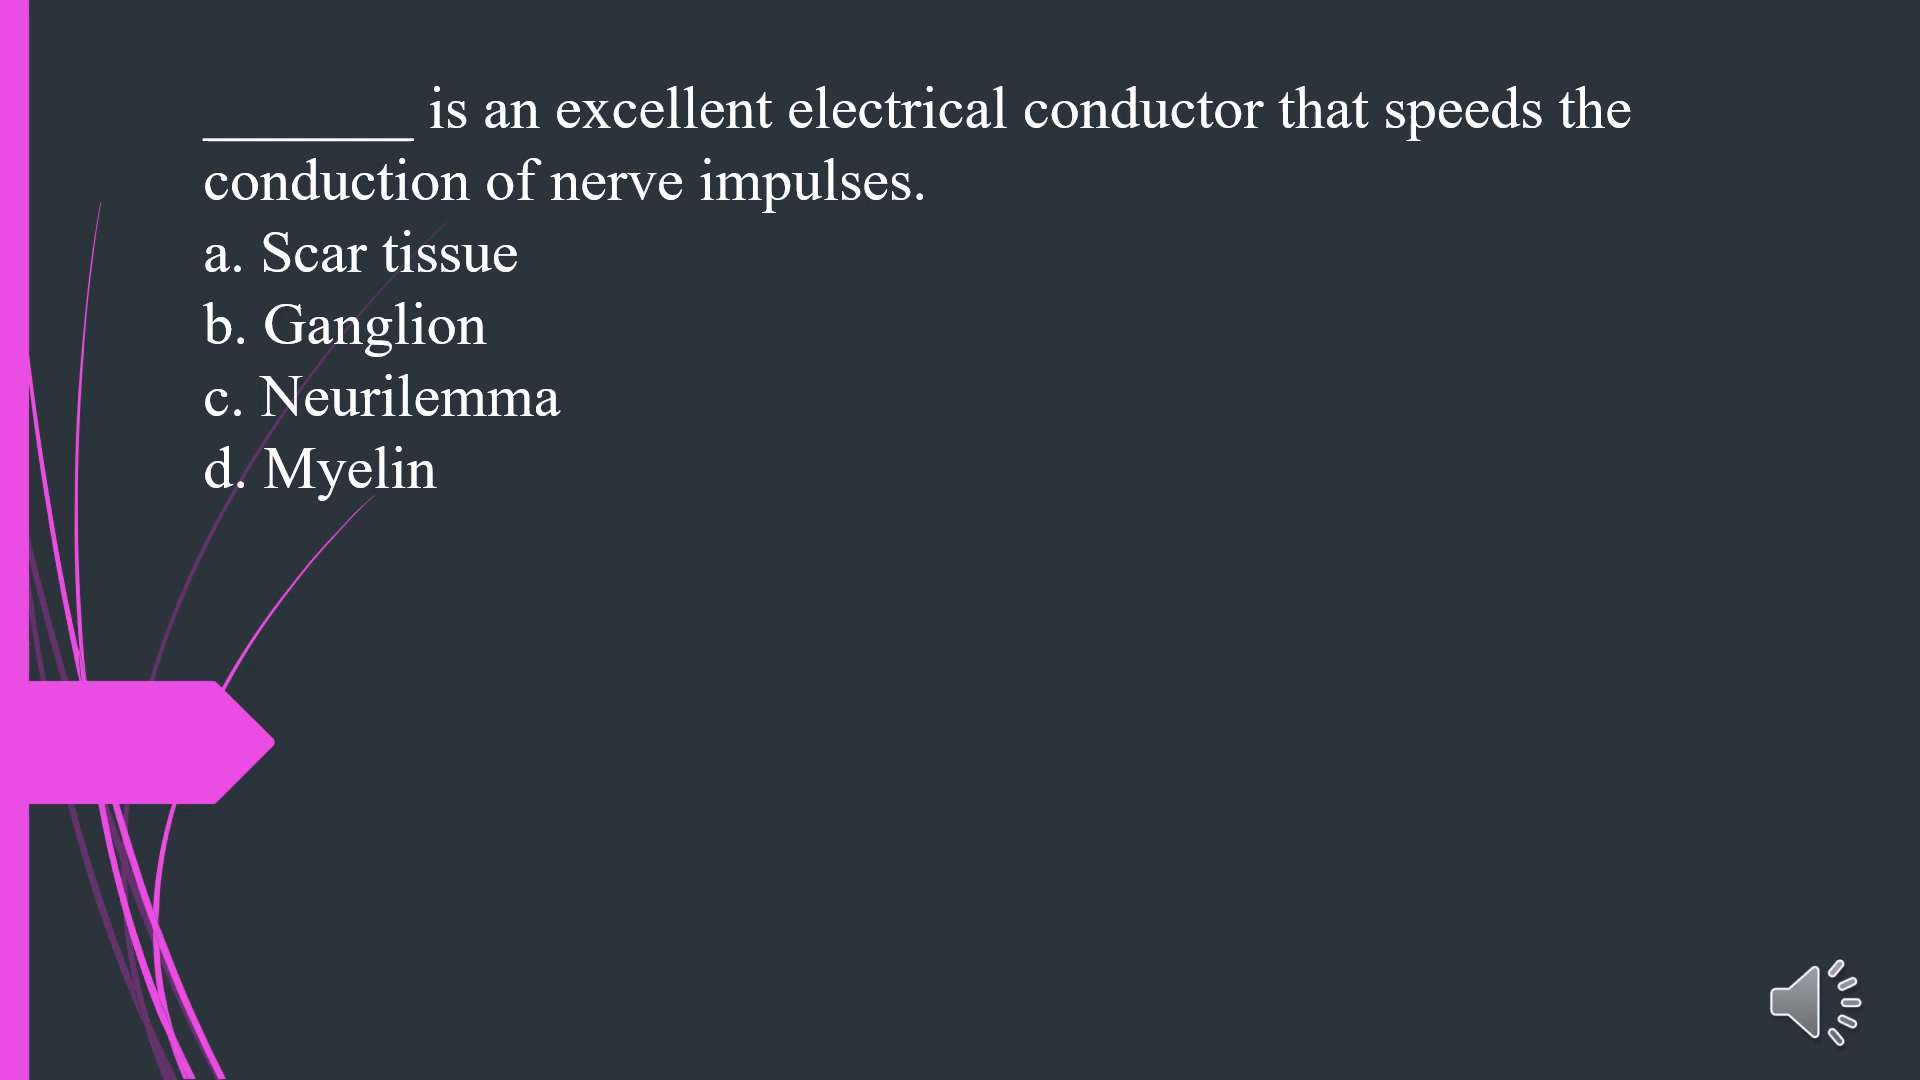 _______ is an excellent electrical conductor that speeds the
conduction of nerve impulses.
a. Scar tissue
b. Ganglion
c. Neurilemma
d. Myelin